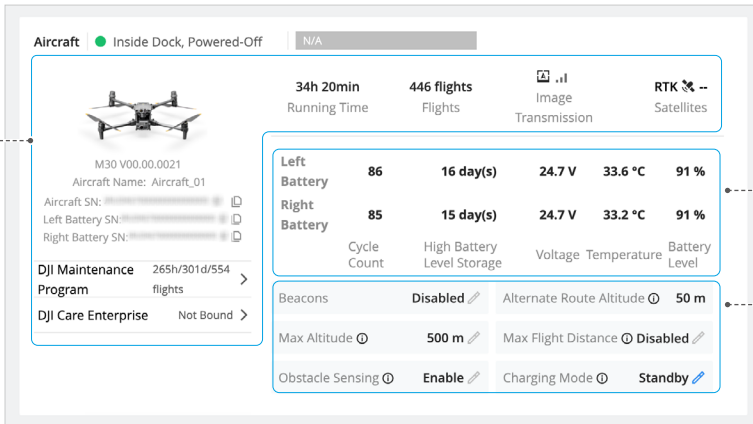 Aircraft Inside Dock, Powered-Off N/A
34h 20min 446 flights RTK --
Running Time Flights Image Transmission Satellites
M30 V00.00.0021
Aircraft Name: Aircraft_01
Aircraft SN:
Left Battery SN:
Right Battery SN:
DJI Maintenance Program 265h/301d/554 flights
DJI Care Enterprise Not Bound
Left Battery 86 16 day(s) 24.7 V 33.6 °C 91 %
Right Battery 85 15 day(s) 24.7 V 33.2 °C 91 %
Cycle Count High Battery Level Storage Voltage Temperature Battery Level
Beacons Disabled Alternate Route Altitude 50 m
Max Altitude 500 m Max Flight Distance Disabled
Obstacle Sensing Enable Charging Mode Standby